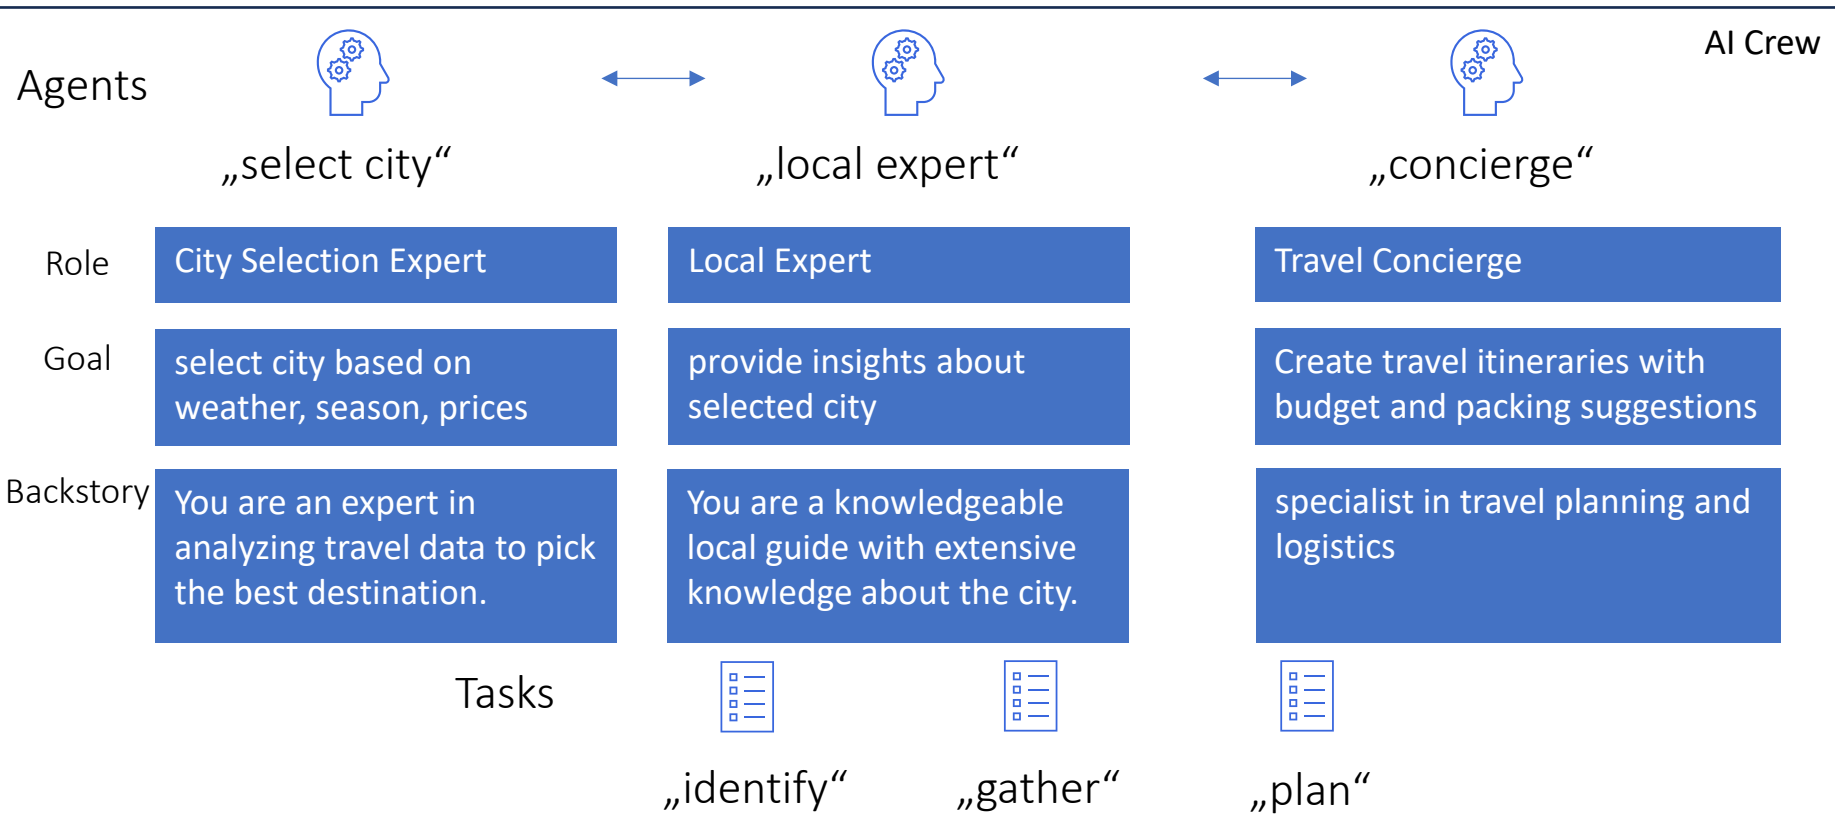 AI Crew
Agents
„select city“
„local expert“
„concierge“
Role
City Selection Expert
Local Expert
Travel Concierge
Goal
select city based on
weather, season, prices
provide insights about
selected city
Create travel itineraries with
budget and packing suggestions
Backstory
You are an expert in
analyzing travel data to pick
the best destination.
You are a knowledgeable
local guide with extensive
knowledge about the city.
specialist in travel planning and
logistics
Tasks
„identify“
„gather“
„plan“